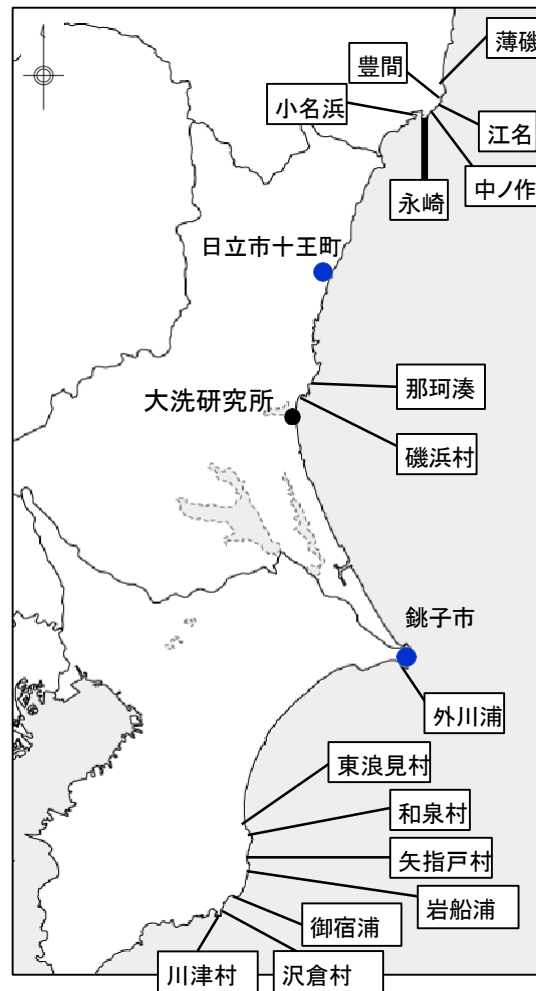 薄磯
豊間
小名浜
江名
中ノ作
永崎
日立市十王町
那珂湊
大洗研究所
磯浜村
銚子市
外川浦
東浪見村
和泉村
矢指戸村
岩船浦
御宿浦
川津村
沢倉村